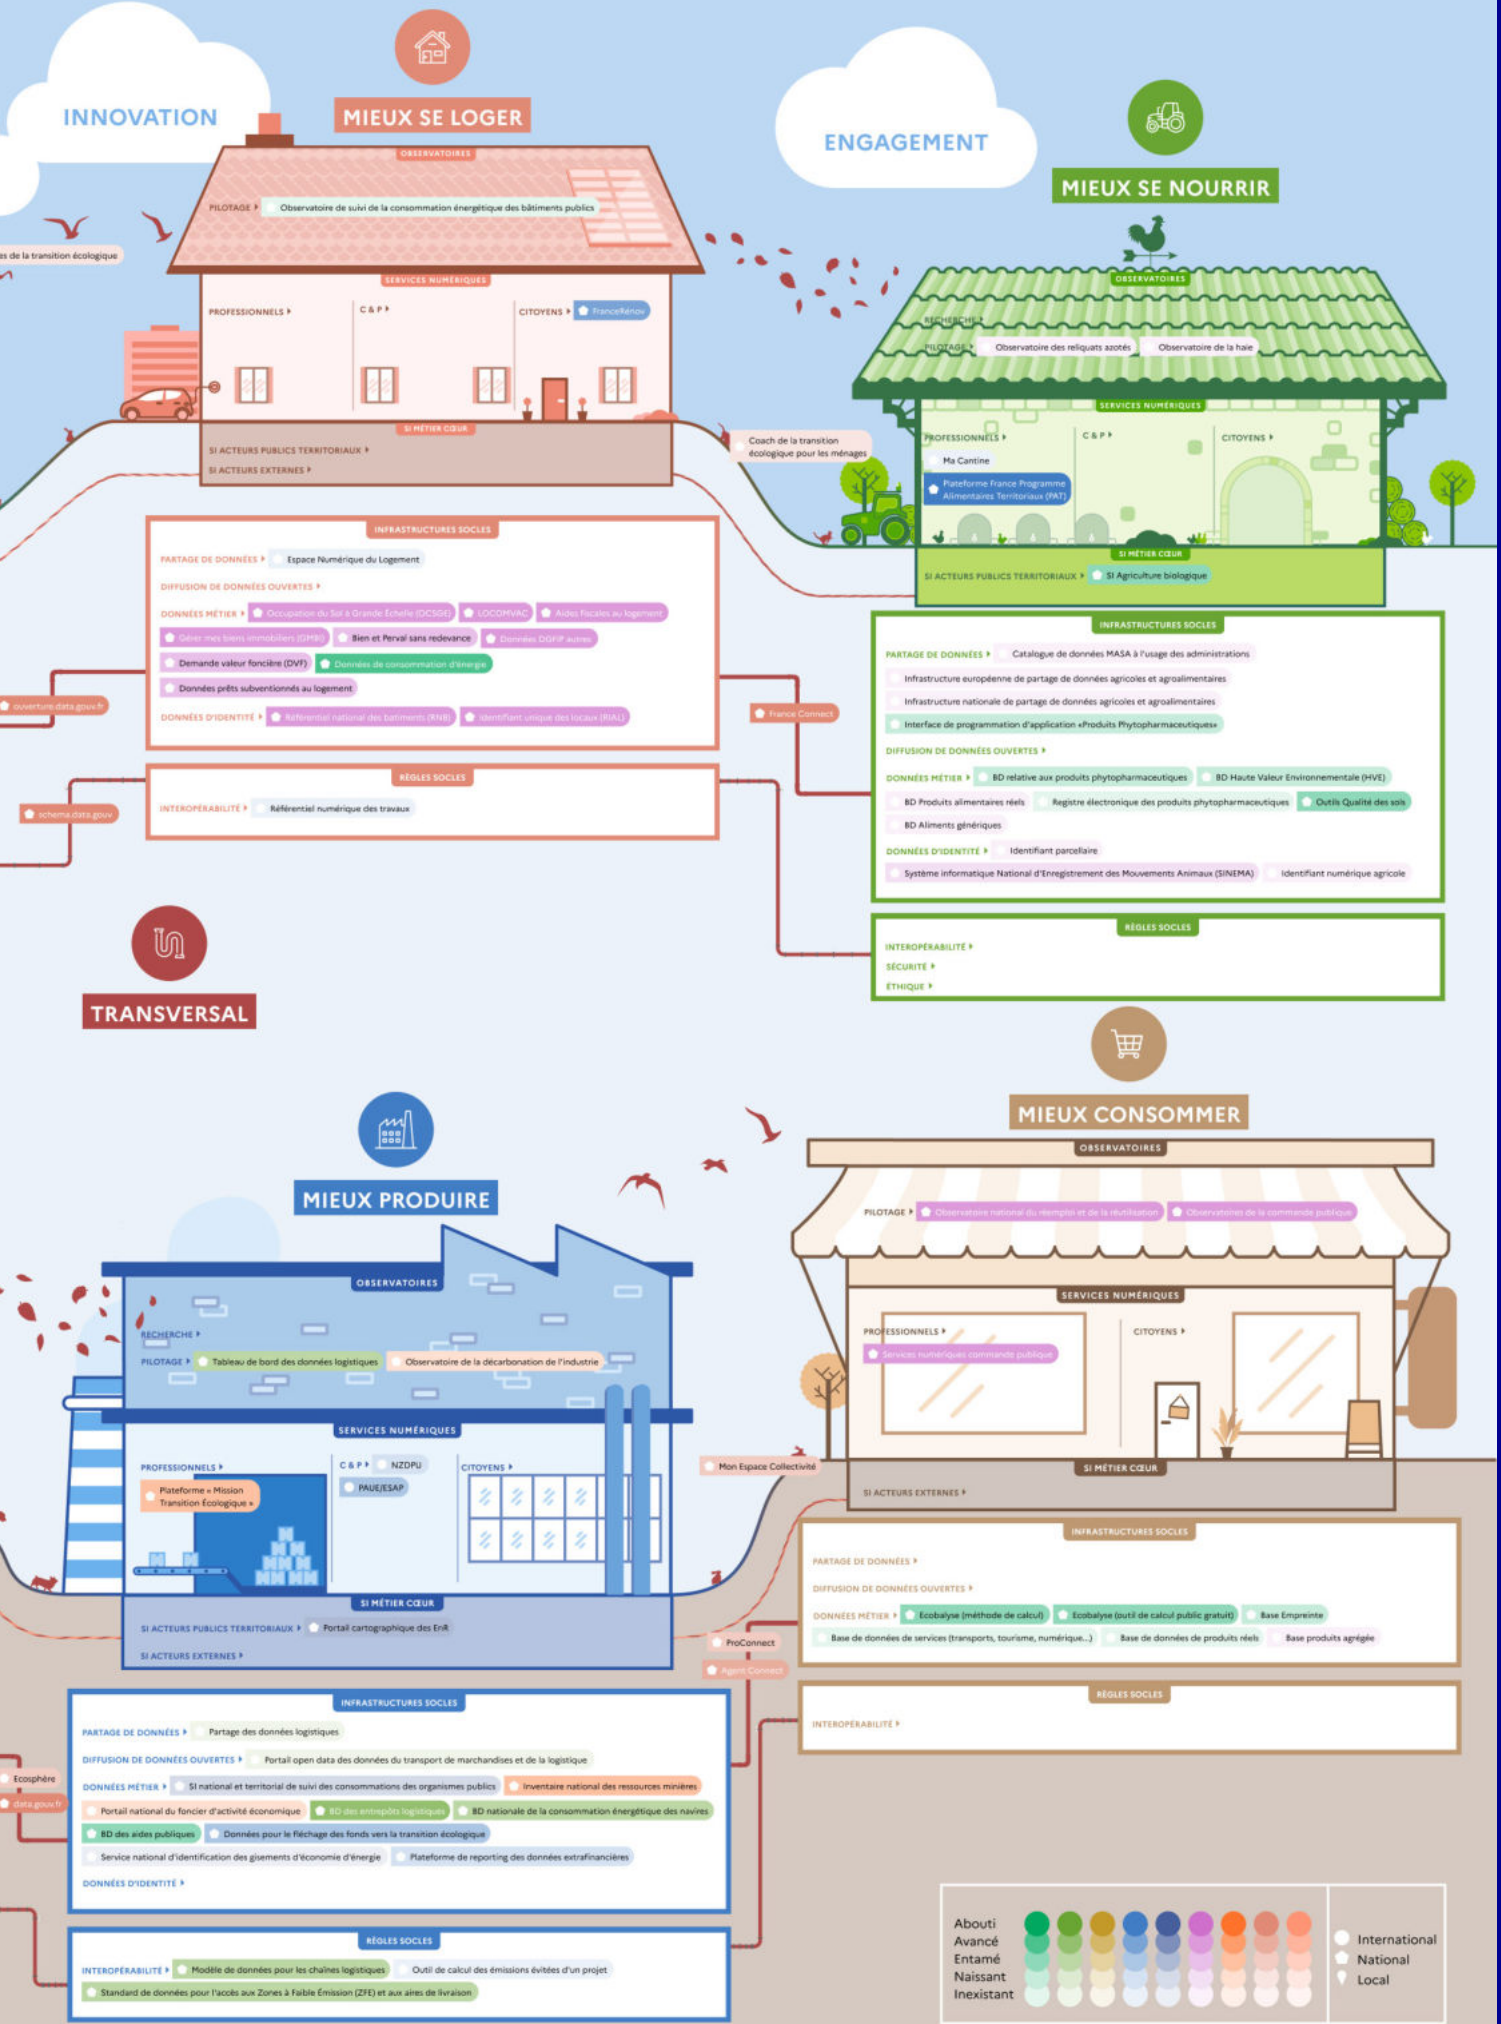 INNOVATION
MIEUX SE LOGER
OBSERVATOIRES
PILOTAGE
Observatoire de suivi de la consommation énergétique des bâtiments publics
es de la transition écologique
SERVICES NUMÉRIQUES
PROFESSIONNELS
C & P
CITOYENS
FranceRénov
SI MÉTIER CŒUR
SI ACTEURS PUBLICS TERRITORIAUX
SI ACTEURS EXTERNES
INFRASTRUCTURES SOCLES
PARTAGE DE DONNÉES
Espace Numérique du Logement
DIFFUSION DE DONNÉES OUVERTES
DONNÉES MÉTIER
Occupation du Sol à Grande Échelle (OCSGE)
LOCOMVAC
Aides fiscales au logement
Gérer mes biens immobiliers (GMBI)
Bien et Perval sans redevance
Données DGFIP autres
Demande valeur foncière (DVF)
Données de consommation d'énergie
Données prêts subventionnés au logement
DONNÉES D'IDENTITÉ
Référentiel national des batiments (RNB)
Identifiant unique des locaux (RIAL)
ouverture.data.gouv.fr
RÈGLES SOCLES
INTEROPÉRABILITÉ
Référentiel numérique des travaux
schema.data.gouv
TRANSVERSAL
ENGAGEMENT
MIEUX SE NOURRIR
OBSERVATOIRES
RECHERCHE
PILOTAGE
Observatoire des reliquats azotés
Observatoire de la haie
SERVICES NUMÉRIQUES
PROFESSIONNELS
C & P
CITOYENS
Ma Cantine
Plateforme France Programme
Alimentaires Territoriaux (PAT)
Coach de la transition
écologique pour les ménages
SI MÉTIER CŒUR
SI ACTEURS PUBLICS TERRITORIAUX
SI Agriculture biologique
INFRASTRUCTURES SOCLES
PARTAGE DE DONNÉES
Catalogue de données MASA à l'usage des administrations
Infrastructure européenne de partage de données agricoles et agroalimentaires
Infrastructure nationale de partage de données agricoles et agroalimentaires
Interface de programmation d'application «Produits Phytopharmaceutiques»
DIFFUSION DE DONNÉES OUVERTES
DONNÉES MÉTIER
BD relative aux produits phytopharmaceutiques
BD Haute Valeur Environnementale (HVE)
BD Produits alimentaires réels
Registre électronique des produits phytopharmaceutiques
Outils Qualité des sols
BD Aliments génériques
DONNÉES D'IDENTITÉ
Identifiant parcellaire
Système informatique National d'Enregistrement des Mouvements Animaux (SINEMA)
Identifiant numérique agricole
France Connect
RÈGLES SOCLES
INTEROPÉRABILITÉ
SÉCURITÉ
ÉTHIQUE
MIEUX PRODUIRE
OBSERVATOIRES
RECHERCHE
PILOTAGE
Tableau de bord des données logistiques
Observatoire de la décarbonation de l'industrie
SERVICES NUMÉRIQUES
PROFESSIONNELS
C & P
NZDPU
CITOYENS
Plateforme « Mission
Transition Écologique »
PAUE/ESAP
SI MÉTIER CŒUR
SI ACTEURS PUBLICS TERRITORIAUX
Portail cartographique des EnR
SI ACTEURS EXTERNES
INFRASTRUCTURES SOCLES
PARTAGE DE DONNÉES
Partage des données logistiques
DIFFUSION DE DONNÉES OUVERTES
Portail open data des données du transport de marchandises et de la logistique
DONNÉES MÉTIER
SI national et territorial de suivi des consommations des organismes publics
Inventaire national des ressources minières
Portail national du foncier d'activité économique
BD des entrepôts logistiques
BD nationale de la consommation énergétique des navires
BD des aides publiques
Données pour le fléchage des fonds vers la transition écologique
Service national d'identification des gisements d'économie d'énergie
Plateforme de reporting des données extrafinancières
DONNÉES D'IDENTITÉ
Ecosphère
data.gouv.fr
RÈGLES SOCLES
INTEROPÉRABILITÉ
Modèle de données pour les chaînes logistiques
Outil de calcul des émissions évitées d'un projet
Standard de données pour l'accès aux Zones à Faible Émission (ZFE) et aux aires de livraison
MIEUX CONSOMMER
OBSERVATOIRES
PILOTAGE
Observatoire national du réemploi et de la réutilisation
Observatoires de la commande publique
SERVICES NUMÉRIQUES
PROFESSIONNELS
CITOYENS
Services numériques commande publique
Mon Espace Collectivité
SI MÉTIER CŒUR
SI ACTEURS EXTERNES
INFRASTRUCTURES SOCLES
PARTAGE DE DONNÉES
DIFFUSION DE DONNÉES OUVERTES
DONNÉES MÉTIER
Ecobalyse (méthode de calcul)
Ecobalyse (outil de calcul public gratuit)
Base Empreinte
Base de données de services (transports, tourisme, numérique...)
Base de données de produits réels
Base produits agrégée
ProConnect
Agent Connect
RÈGLES SOCLES
INTEROPÉRABILITÉ
Abouti
Avancé
Entamé
Naissant
Inexistant
International
National
Local